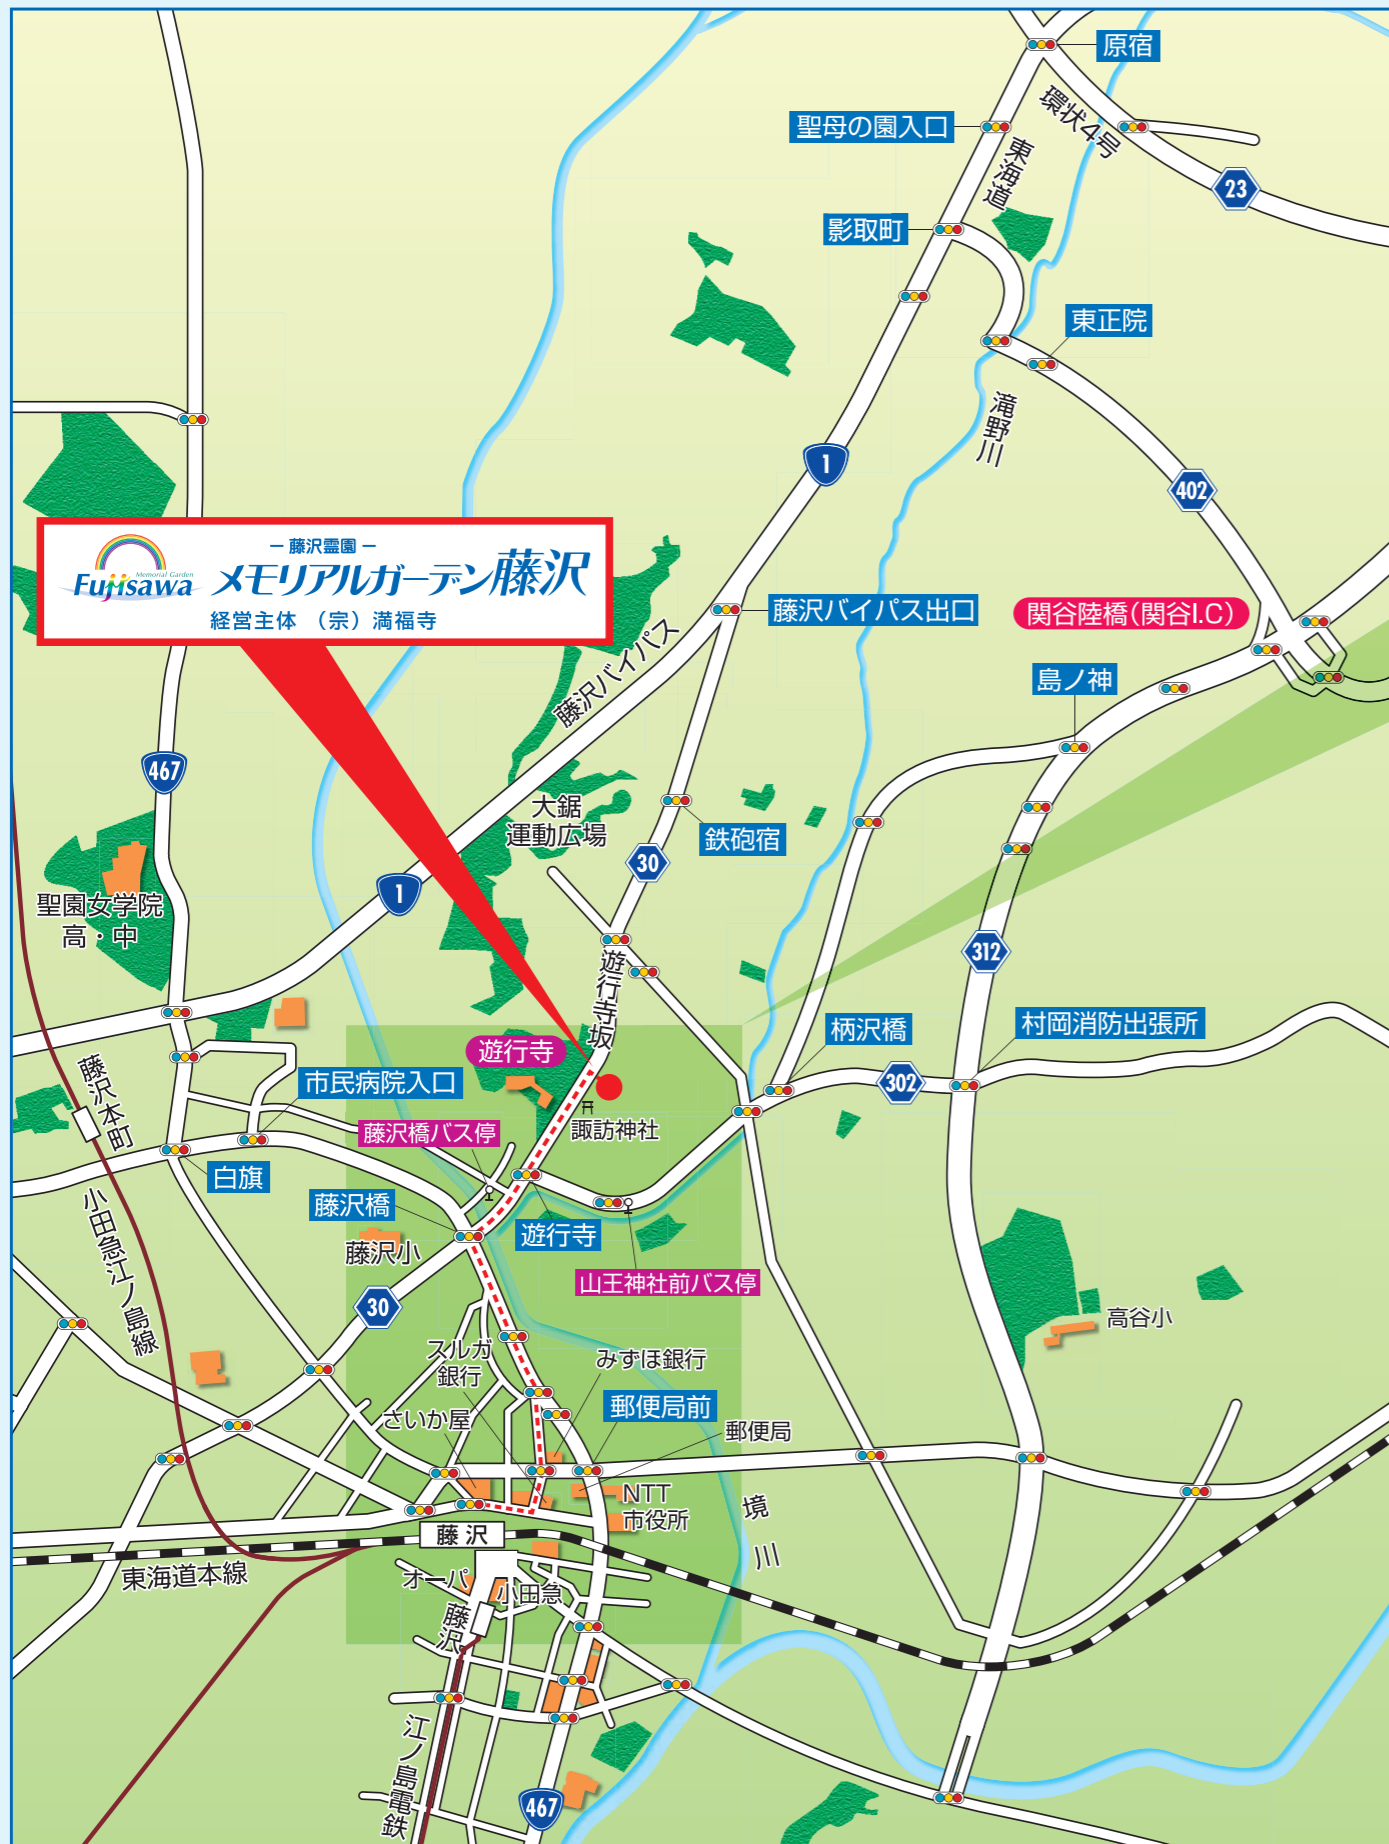 原宿
聖母の園入口
環状4号
東海道
23
影取町
東正院
滝野川
1
402
Memorial Garden
Fujisawa
― 藤沢霊園 ―
メモリアルガーデン藤沢
経営主体 （宗）満福寺
藤沢バイパス出口
関谷陸橋(関谷I.C)
藤沢バイパス
島ノ神
467
大鋸
運動広場
鉄砲宿
30
1
聖園女学院
高・中
遊行寺坂
312
柄沢橋
村岡消防出張所
遊行寺
302
藤沢本町
市民病院入口
諏訪神社
藤沢橋バス停
白旗
藤沢橋
遊行寺
小田急江ノ島線
藤沢小
山王神社前バス停
30
高谷小
スルガ
銀行
みずほ銀行
さいか屋
郵便局前
郵便局
NTT
市役所
境川
藤沢
東海道本線
オーパ
小田急
藤沢
江ノ島電鉄
467